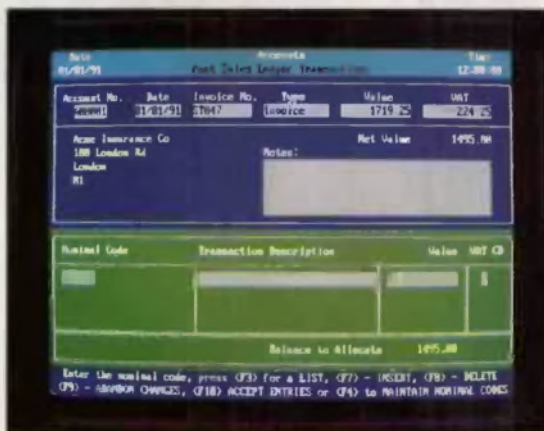 Date Accounts Time
01/01/91 Post Sales Ledger Transactions 12:00:00
Account No. Date Invoice No. Type Value VAT
01/01/91 ST047 Invoice 1719.25 224.25
Acme Insurance Co Net Value 1495.00
100 London Rd Notes:
London
N1
Nominal Code Transaction Description Value VAT CD
Balance to Allocate 1495.00
Enter the nominal code, press (F3) for a LIST, (F7) - INSERT, (F8) - DELETE
(F9) - ABANDON CHANGES, (F10) ACCEPT ENTRIES or (F4) to MAINTAIN NOMINAL CODES